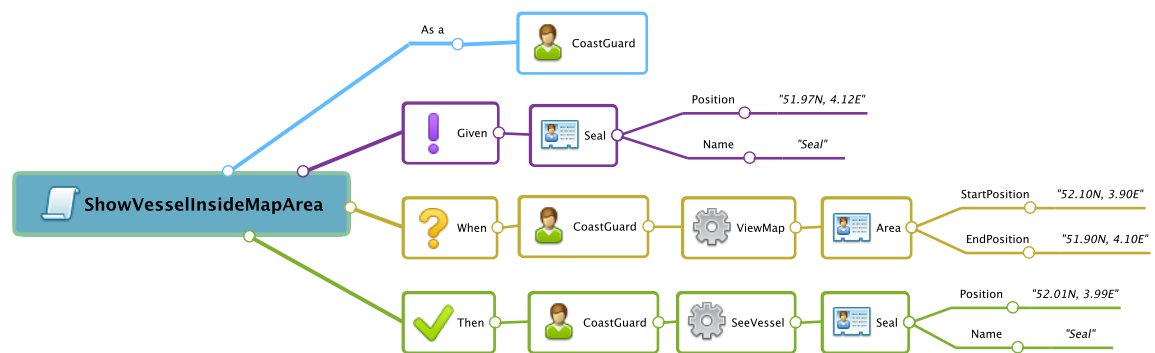 ShowVesselInsideMapArea
As a
CoastGuard
Given
Seal
Position
"51.97N, 4.12E"
Name
"Seal"
When
CoastGuard
ViewMap
Area
StartPosition
"52.10N, 3.90E"
EndPosition
"51.90N, 4.10E"
Then
CoastGuard
SeeVessel
Seal
Position
"52.01N, 3.99E"
Name
"Seal"